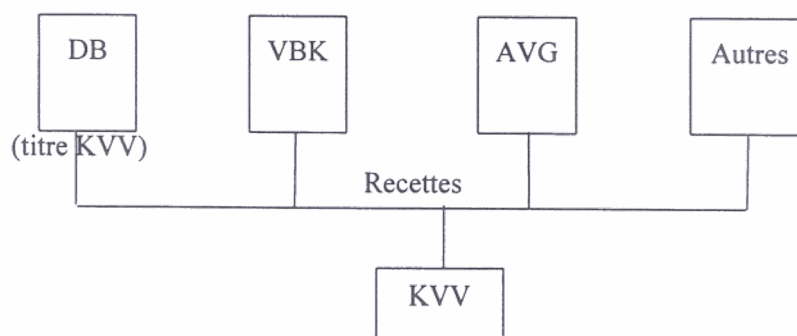 DB
VBK
AVG
Autres
(titre KVV)
Recettes
KVV